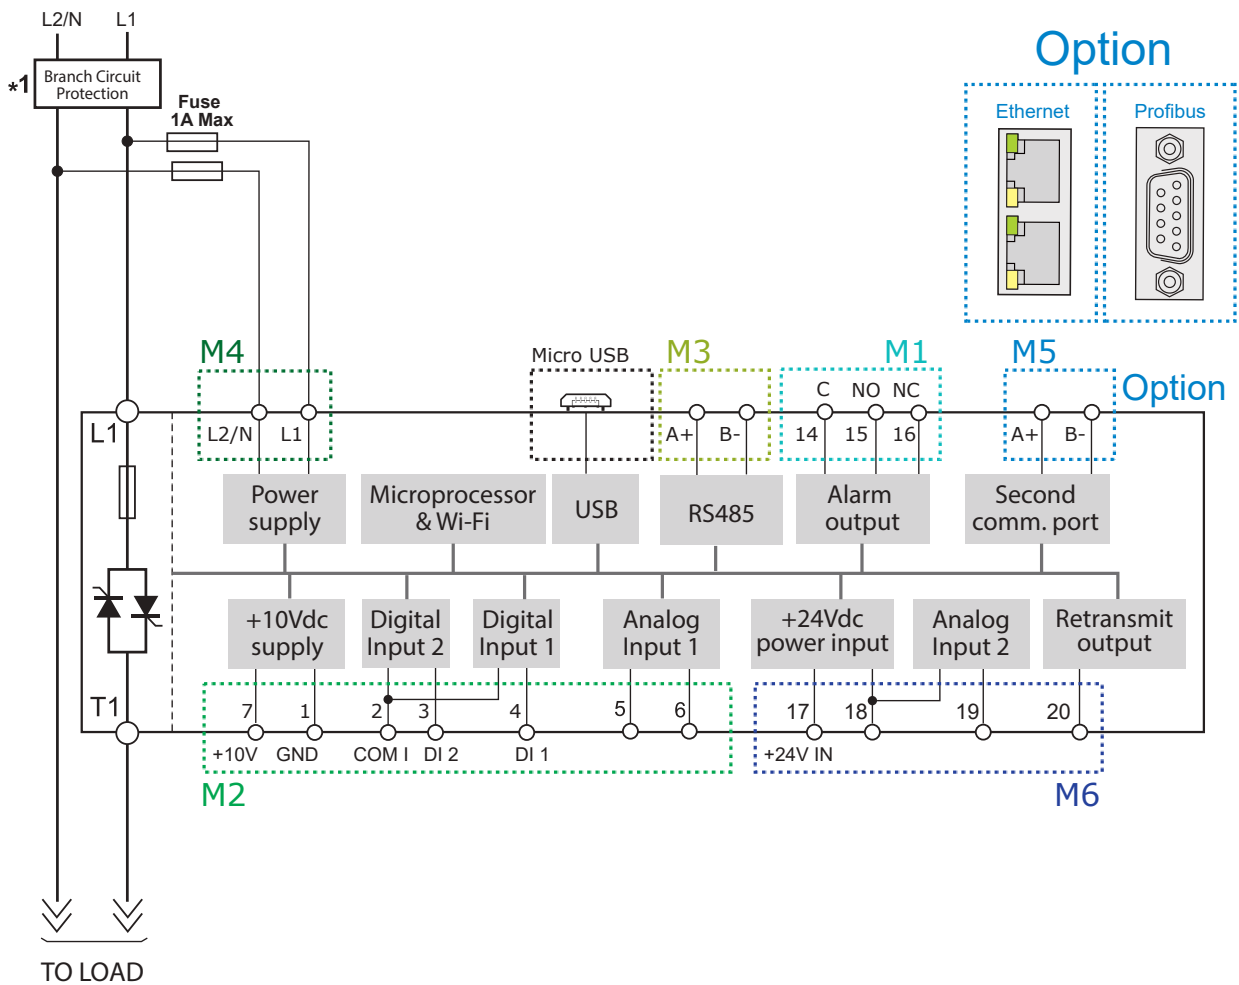 L2/N L1
*1 Branch Circuit
Protection
Fuse
1A Max
Option
Ethernet Profibus
M4 Micro USB M3 M1 M5
Option
C NO NC
L1 L2/N L1 A+ B- 14 15 16 A+ B-
Power
supply
Microprocessor
& Wi-Fi
USB
RS485
Alarm
output
Second
comm. port
+10Vdc
supply
Digital
Input 2
Digital
Input 1
Analog
Input 1
+24Vdc
power input
Analog
Input 2
Retransmit
output
T1 7 1 2 3 4 5 6 17 18 19 20
+10V GND COM I DI 2 DI 1 +24V IN
M2 M6
TO LOAD